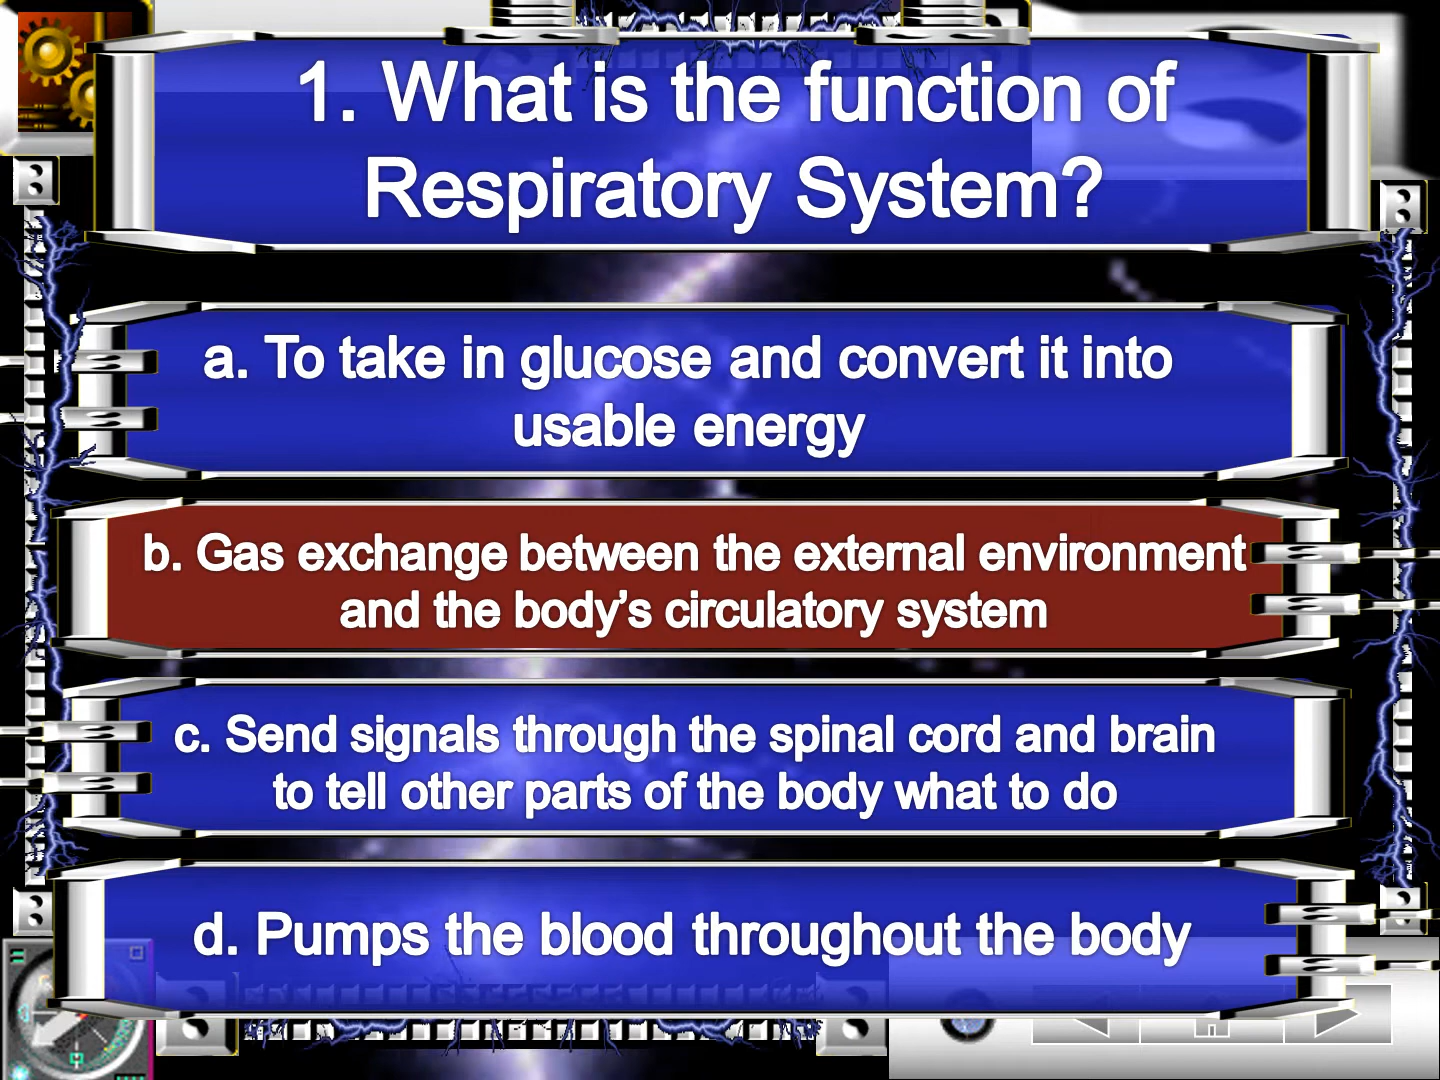 1. What is the function of
Respiratory System?
a. To take in glucose and convert it into
usable energy
b. Gas exchange between the external environment
and the body’s circulatory system
c. Send signals through the spinal cord and brain
to tell other parts of the body what to do
d. Pumps the blood throughout the body